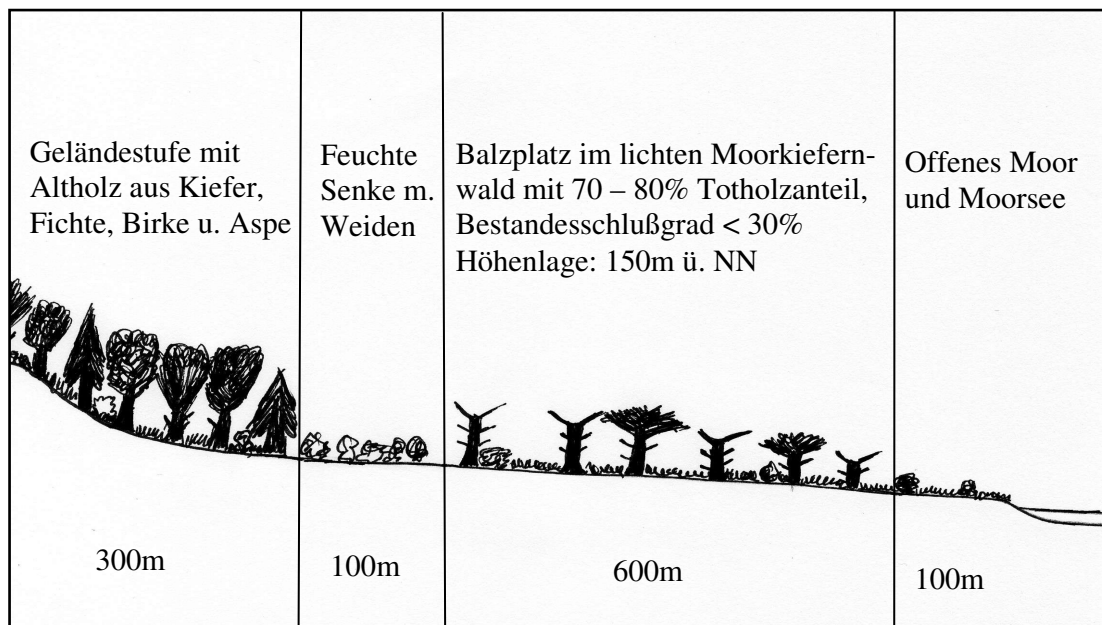 Geländestufe mit
Altholz aus Kiefer,
Fichte, Birke u. Aspe
Feuchte
Senke m.
Weiden
Balzplatz im lichten Moorkiefern-
wald mit 70 – 80% Totholzanteil,
Bestandesschlußgrad < 30%
Höhenlage: 150m ü. NN
Offenes Moor
und Moorsee
300m
100m
600m
100m